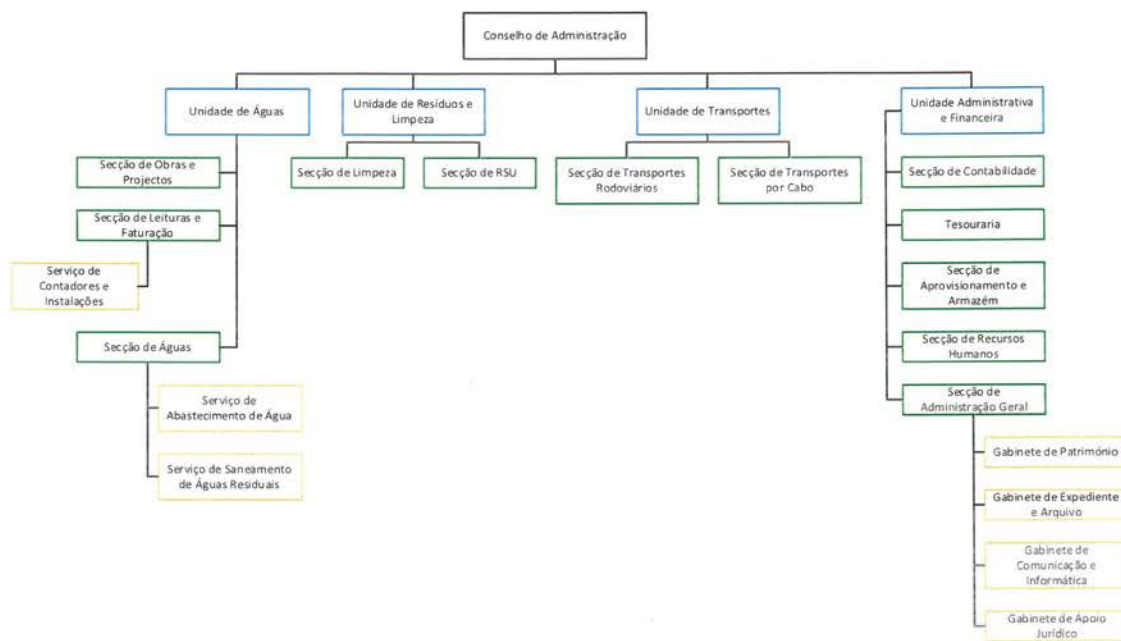 Conselho de Administração
Unidade de Águas
Unidade de Resíduos e
Limpeza
Unidade de Transportes
Unidade Administrativa
e Financeira
Secção de Obras e
Projectos
Secção de Leituras e
Faturação
Serviço de
Contadores e
Instalações
Secção de Águas
Serviço de
Abastecimento de Água
Serviço de Saneamento
de Águas Residuais
Secção de Limpeza
Secção de RSU
Secção de Transportes
Rodoviários
Secção de Transportes
por Cabo
Secção de Contabilidade
Tesouraria
Secção de
Aprovisionamento e
Armazém
Secção de Recursos
Humanos
Secção de
Administração Geral
Gabinete de Património
Gabinete de Expediente
e Arquivo
Gabinete de
Comunicação e
Informática
Gabinete de Apoio
Jurídico